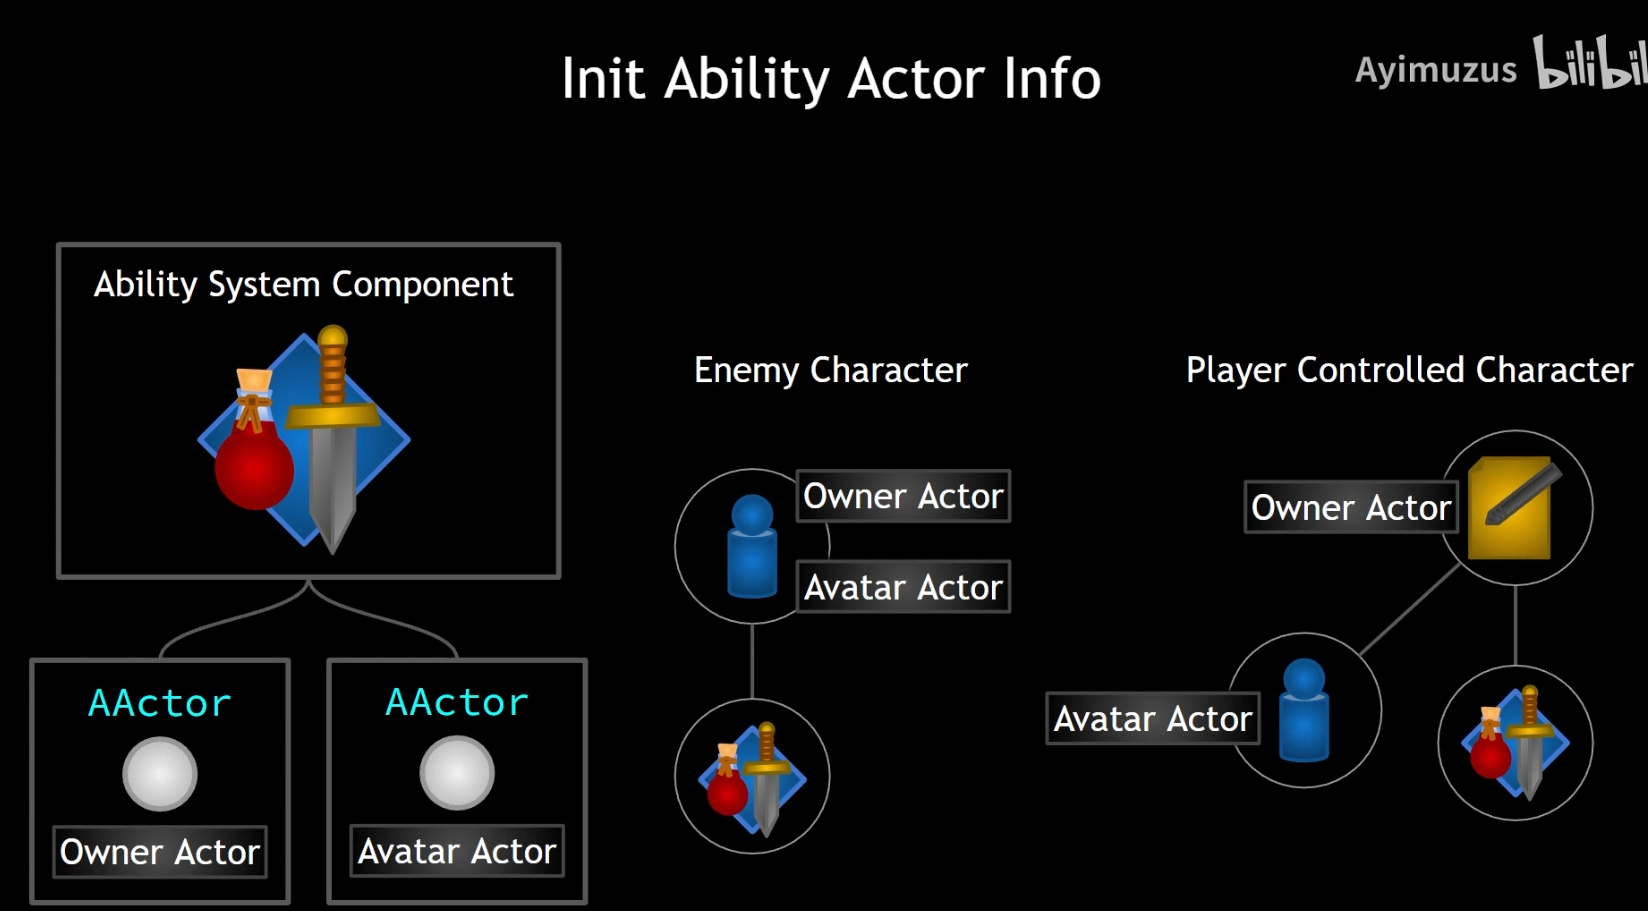 Init Ability Actor Info
Ayimuzus bilibil
Ability System Component
AActor
Owner Actor
AActor
Avatar Actor
Enemy Character
Owner Actor
Avatar Actor
Player Controlled Character
Owner Actor
Avatar Actor